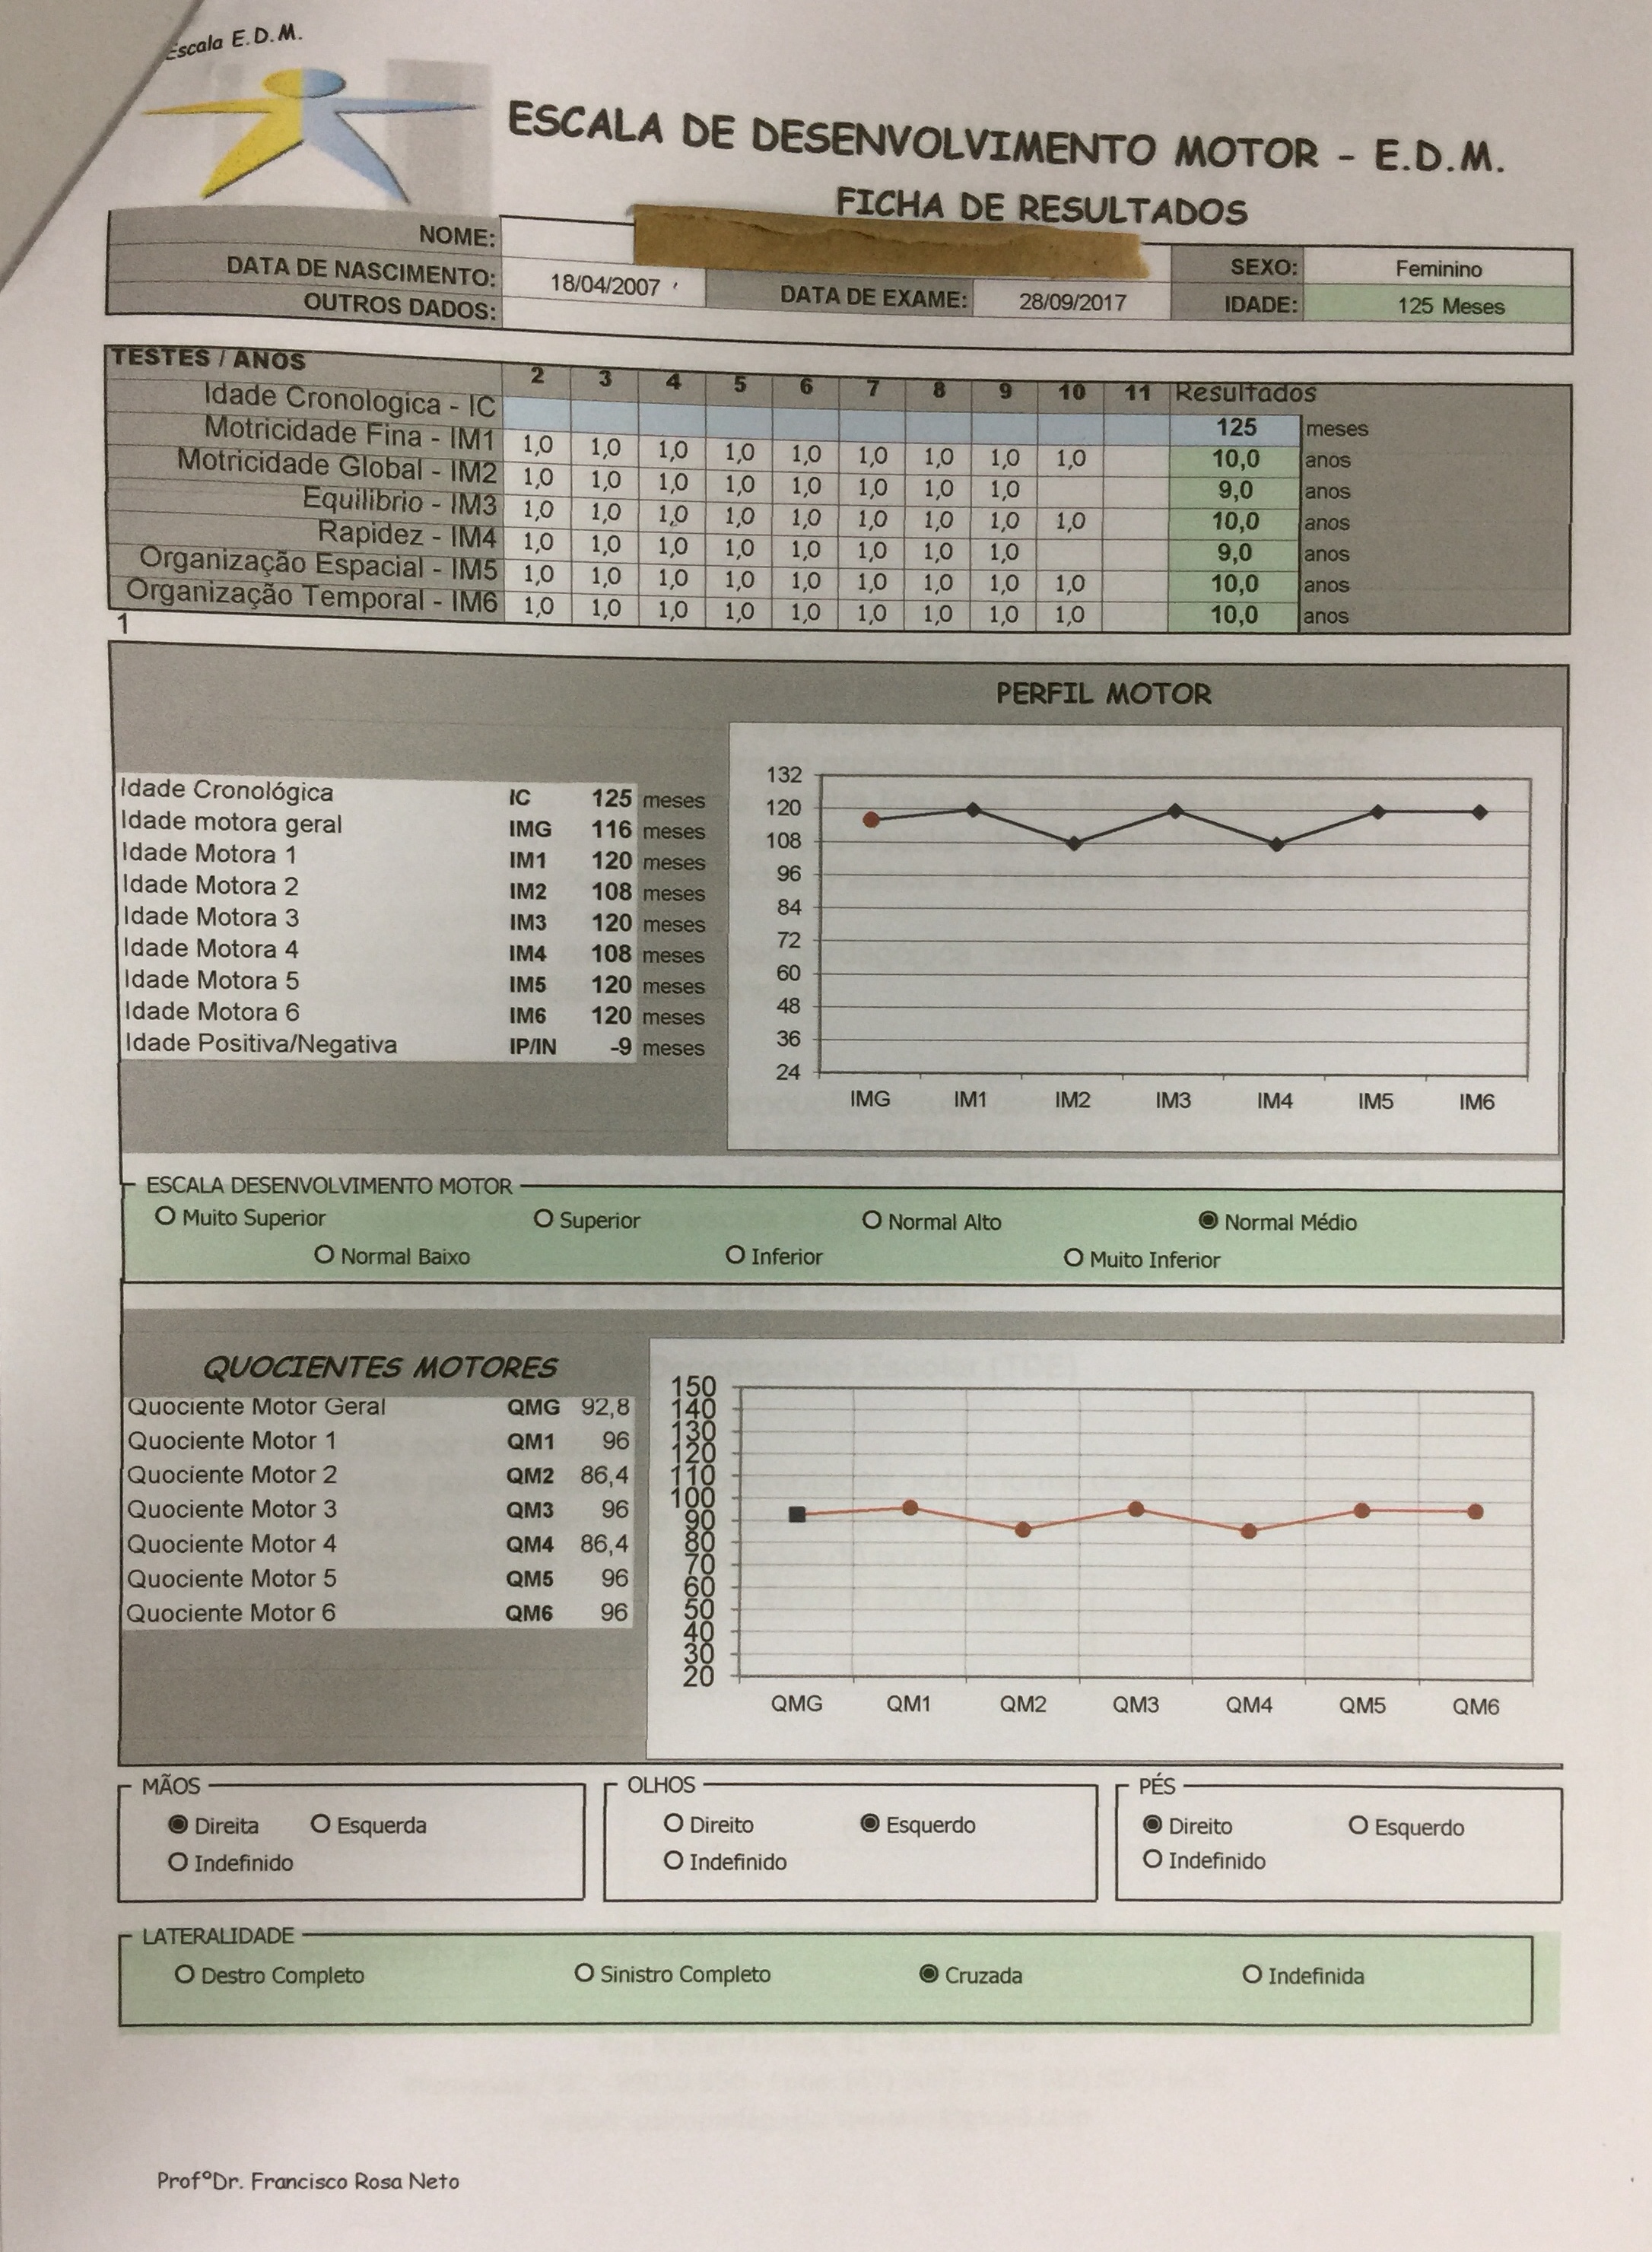 Escala E.D.M.
ESCALA DE DESENVOLVIMENTO MOTOR - E.D.M.
FICHA DE RESULTADOS
NOME: SEXO: Feminino
DATA DE NASCIMENTO: 18/04/2007 DATA DE EXAME: 28/09/2017 IDADE: 125 Meses
OUTROS DADOS:
TESTES / ANOS 2 3 4 5 6 7 8 9 10 11 Resultados
Idade Cronologica - IC 125 meses
Motricidade Fina - IM1 1,0 1,0 1,0 1,0 1,0 1,0 1,0 1,0 1,0 10,0 anos
Motricidade Global - IM2 1,0 1,0 1,0 1,0 1,0 1,0 1,0 1,0 9,0 anos
Equilíbrio - IM3 1,0 1,0 1,0 1,0 1,0 1,0 1,0 1,0 1,0 10,0 anos
Rapidez - IM4 1,0 1,0 1,0 1,0 1,0 1,0 1,0 1,0 9,0 anos
Organização Espacial - IM5 1,0 1,0 1,0 1,0 1,0 1,0 1,0 1,0 1,0 10,0 anos
Organização Temporal - IM6 1,0 1,0 1,0 1,0 1,0 1,0 1,0 1,0 1,0 10,0 anos
1
PERFIL MOTOR
Idade Cronológica IC 125 meses
Idade motora geral IMG 116 meses
Idade Motora 1 IM1 120 meses
Idade Motora 2 IM2 108 meses
Idade Motora 3 IM3 120 meses
Idade Motora 4 IM4 108 meses
Idade Motora 5 IM5 120 meses
Idade Motora 6 IM6 120 meses
Idade Positiva/Negativa IP/IN -9 meses
132
120
108
96
84
72
60
48
36
24
IMG IM1 IM2 IM3 IM4 IM5 IM6
ESCALA DESENVOLVIMENTO MOTOR
Muito Superior Superior Normal Alto Normal Médio
Normal Baixo Inferior Muito Inferior
QUOCIENTES MOTORES
Quociente Motor Geral QMG 92,8
Quociente Motor 1 QM1 96
Quociente Motor 2 QM2 86,4
Quociente Motor 3 QM3 96
Quociente Motor 4 QM4 86,4
Quociente Motor 5 QM5 96
Quociente Motor 6 QM6 96
150
140
130
120
110
100
90
80
70
60
50
40
30
20
QMG QM1 QM2 QM3 QM4 QM5 QM6
MÃOS OLHOS PÉS
Direita Esquerda Direito Esquerdo Direito Esquerdo
Indefinido Indefinido Indefinido
LATERALIDADE
Destro Completo Sinistro Completo Cruzada Indefinida
ProfºDr. Francisco Rosa Neto